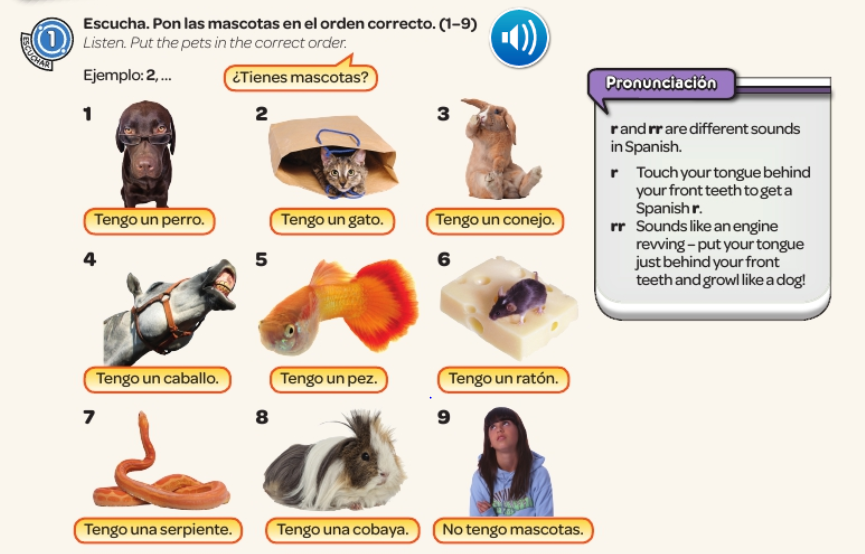 Escucha. Pon las mascotas en el orden correcto. (1–9)
1
ESCUCHAR
Listen. Put the pets in the correct order.
Ejemplo: 2, ...
¿Tienes mascotas?
1
2
3
Tengo un perro.
Tengo un gato.
Tengo un conejo.
4
5
6
Tengo un caballo.
Tengo un pez.
Tengo un ratón.
7
8
9
Tengo una serpiente.
Tengo una cobaya.
No tengo mascotas.
Pronunciación
r and rr are different sounds
in Spanish.
r Touch your tongue behind
your front teeth to get a
Spanish r.
rr Sounds like an engine
revving – put your tongue
just behind your front
teeth and growl like a dog!